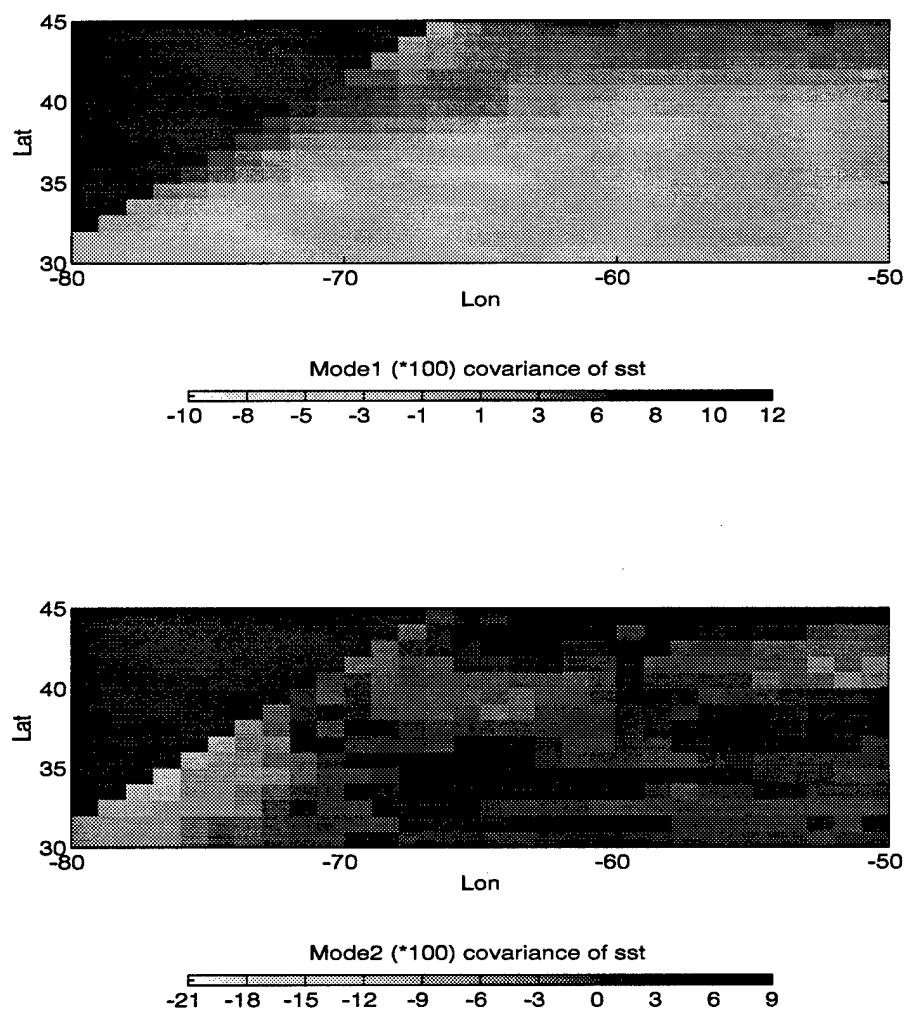 45
40
35
30
Lat
-80 -70 -60 -50
Lon
Mode1 (*100) covariance of sst
-10 -8 -5 -3 -1 1 3 6 8 10 12
45
40
35
30
Lat
-80 -70 -60 -50
Lon
Mode2 (*100) covariance of sst
-21 -18 -15 -12 -9 -6 -3 0 3 6 9